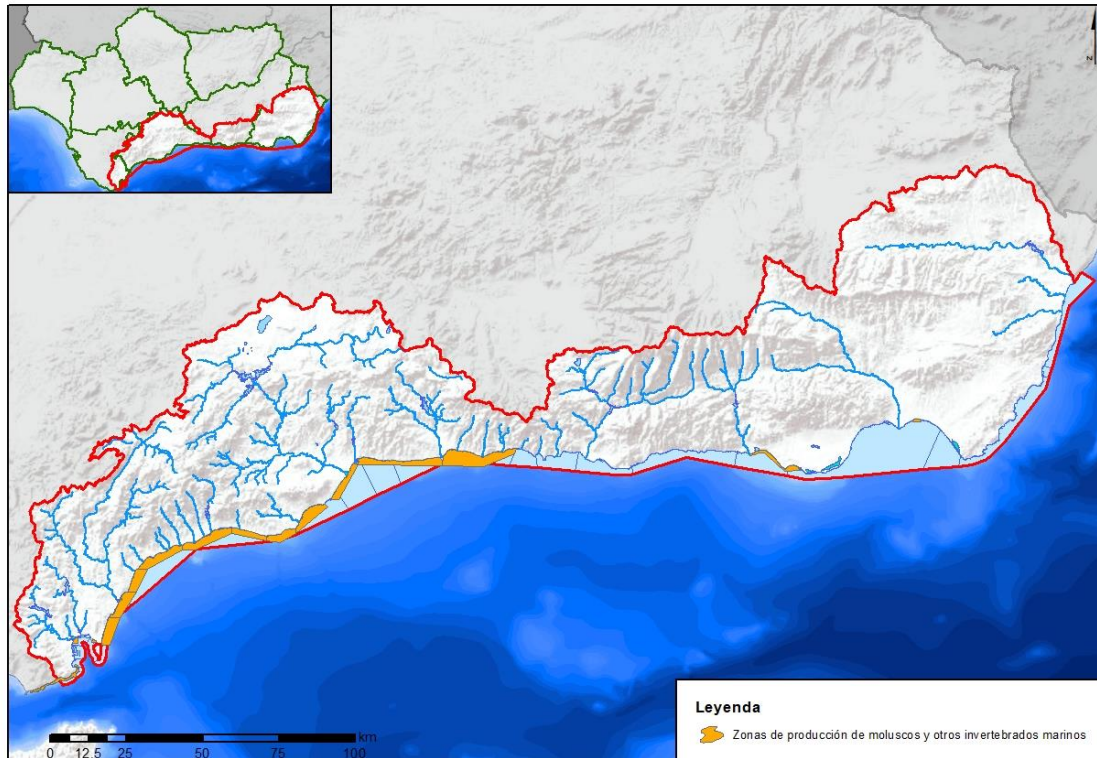 N
Leyenda
Zonas de producción de moluscos y otros invertebrados marinos
km
0 12.5 25 50 75 100